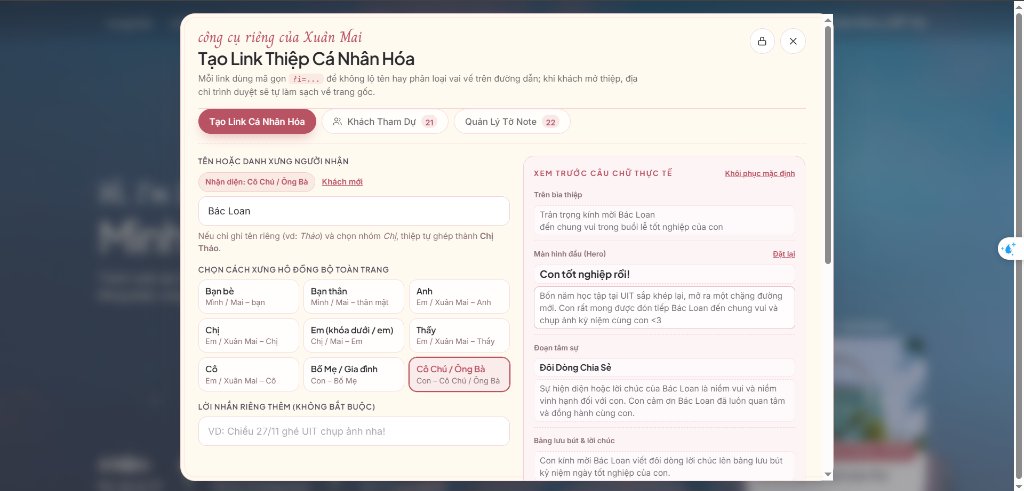 công cụ riêng của Xuân Mai
Tạo Link Thiệp Cá Nhân Hóa
Mỗi link dùng mã gọn ?i=... để không lộ tên hay phân loại vai vế trên đường dẫn; khi khách mở thiệp, địa
chỉ trình duyệt sẽ tự làm sạch về trang gốc.
Tạo Link Cá Nhân Hóa
Khách Tham Dự 21
Quản Lý Tờ Note 22
TÊN HOẶC DANH XƯNG NGƯỜI NHẬN
Nhận diện: Cô Chú / Ông Bà
Khách mới
Bác Loan
Nếu chỉ ghi tên riêng (vd: Thảo) và chọn nhóm Chị, thiệp tự ghép thành Chị
Thảo.
CHỌN CÁCH XƯNG HÔ ĐỒNG BỘ TOÀN TRANG
Bạn bè
Mình / Mai – bạn
Bạn thân
Mình / Mai – thân mật
Anh
Em / Xuân Mai – Anh
Chị
Em / Xuân Mai – Chị
Em (khóa dưới / em)
Chị / Mai – Em
Thầy
Em / Xuân Mai – Thầy
Cô
Em / Xuân Mai – Cô
Bố Mẹ / Gia đình
Con – Bố Mẹ
Cô Chú / Ông Bà
Con – Cô Chú / Ông Bà
LỜI NHẮN RIÊNG THÊM (KHÔNG BẮT BUỘC)
VD: Chiều 27/11 ghé UIT chụp ảnh nha!
XEM TRƯỚC CÂU CHỮ THỰC TẾ
Khôi phục mặc định
Trên bìa thiệp
Trân trọng kính mời Bác Loan
đến chung vui trong buổi lễ tốt nghiệp của con
Màn hình đầu (Hero)
Đặt lại
Con tốt nghiệp rồi!
Bốn năm học tập tại UIT sắp khép lại, mở ra một chặng đường
mới. Con rất mong được đón tiếp Bác Loan đến chung vui và
chụp ảnh kỷ niệm cùng con <3
Đoạn tâm sự
Đôi Dòng Chia Sẻ
Sự hiện diện hoặc lời chúc của Bác Loan là niềm vui và niềm
vinh hạnh đối với con. Con cảm ơn Bác Loan đã luôn quan tâm
và đồng hành cùng con.
Bảng lưu bút & lời chúc
Con kính mời Bác Loan viết đôi dòng lời chúc lên bảng lưu bút
kỷ niệm ngày tốt nghiệp của con.